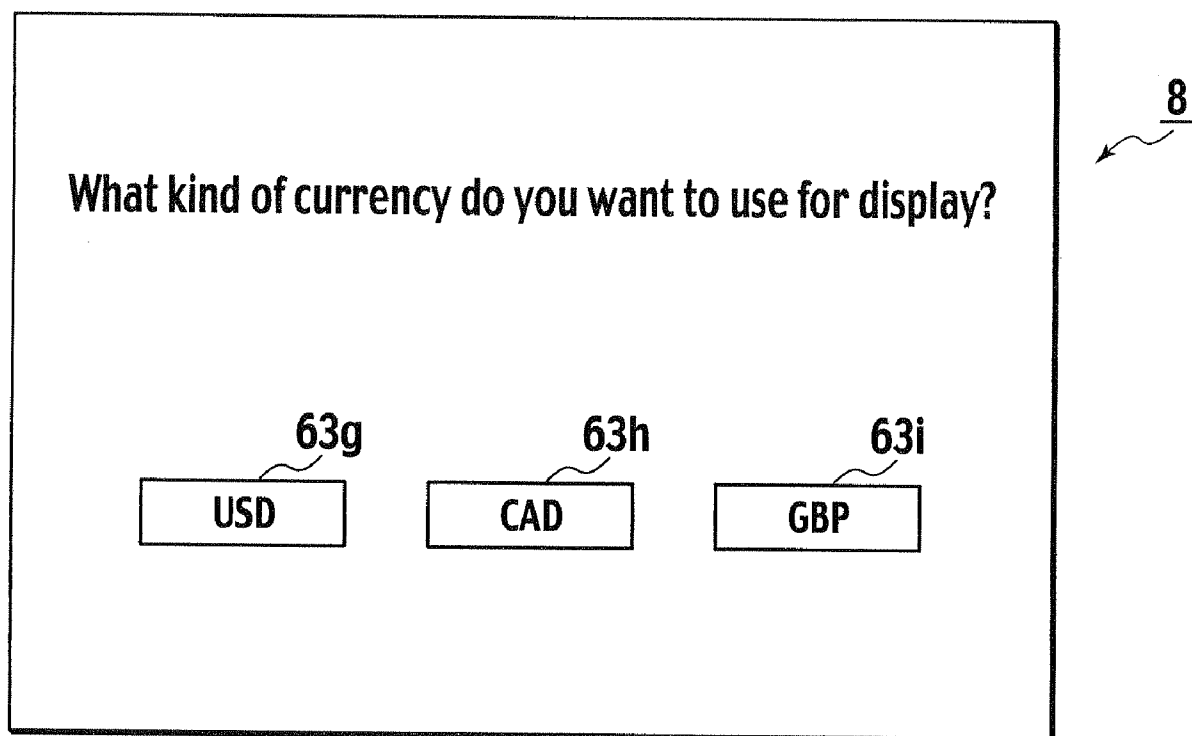 8
What kind of currency do you want to use for display?
63g 63h 63i
USD CAD GBP